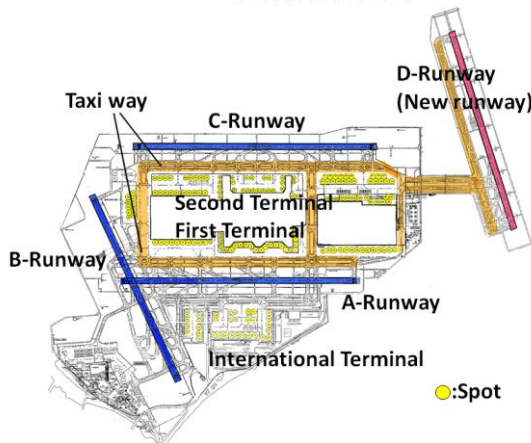 D-Runway
(New runway)
Taxi way
C-Runway
Second Terminal
First Terminal
B-Runway
A-Runway
International Terminal
:Spot